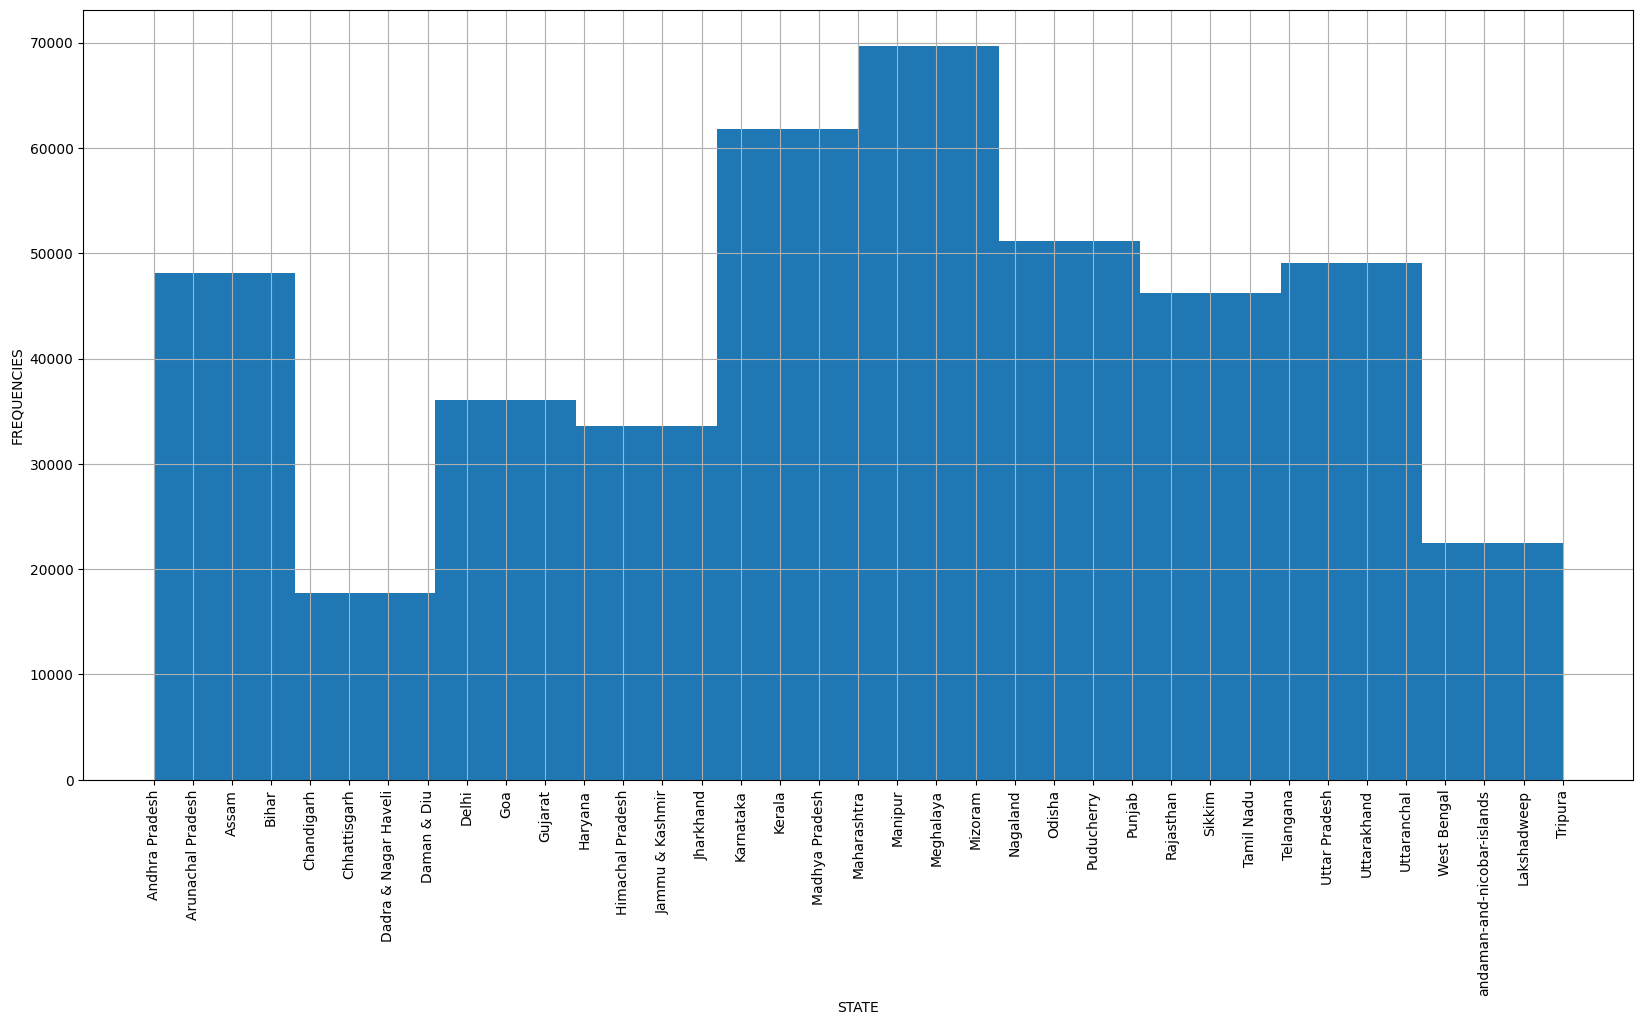 70000
60000
50000
40000
30000
20000
10000
0
FREQUENCIES
Andhra Pradesh
Arunachal Pradesh
Assam
Bihar
Chandigarh
Chhattisgarh
Dadra & Nagar Haveli
Daman & Diu
Delhi
Goa
Gujarat
Haryana
Himachal Pradesh
Jammu & Kashmir
Jharkhand
Karnataka
Kerala
Madhya Pradesh
Maharashtra
Manipur
Meghalaya
Mizoram
Nagaland
Odisha
Puducherry
Punjab
Rajasthan
Sikkim
Tamil Nadu
Telangana
Uttar Pradesh
Uttarakhand
Uttaranchal
West Bengal
andaman-and-nicobar-islands
Lakshadweep
Tripura
STATE